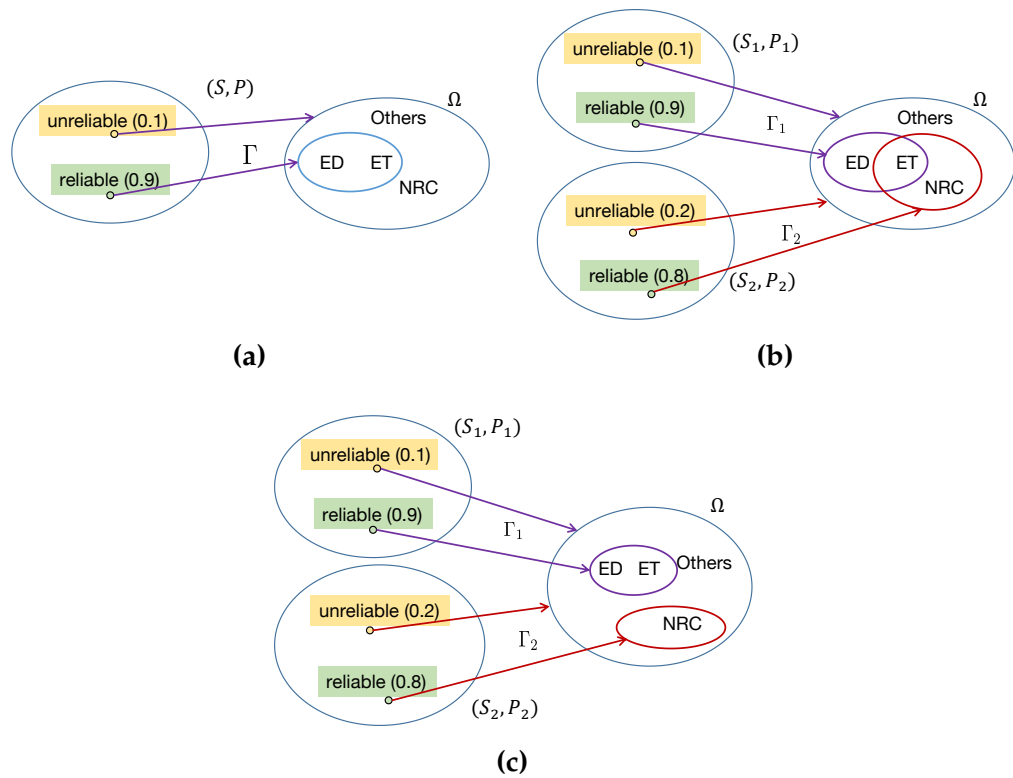 (S, P)
unreliable (0.1)
Γ
reliable (0.9)
Ω
Others
ED ET
NRC
(a)
(S₁, P₁)
unreliable (0.1)
reliable (0.9)
Γ₁
Ω
Others
ED ET
NRC
unreliable (0.2)
Γ₂
reliable (0.8)
(S₂, P₂)
(b)
(S₁, P₁)
unreliable (0.1)
reliable (0.9)
Γ₁
Ω
ED ET Others
NRC
unreliable (0.2)
Γ₂
reliable (0.8)
(S₂, P₂)
(c)